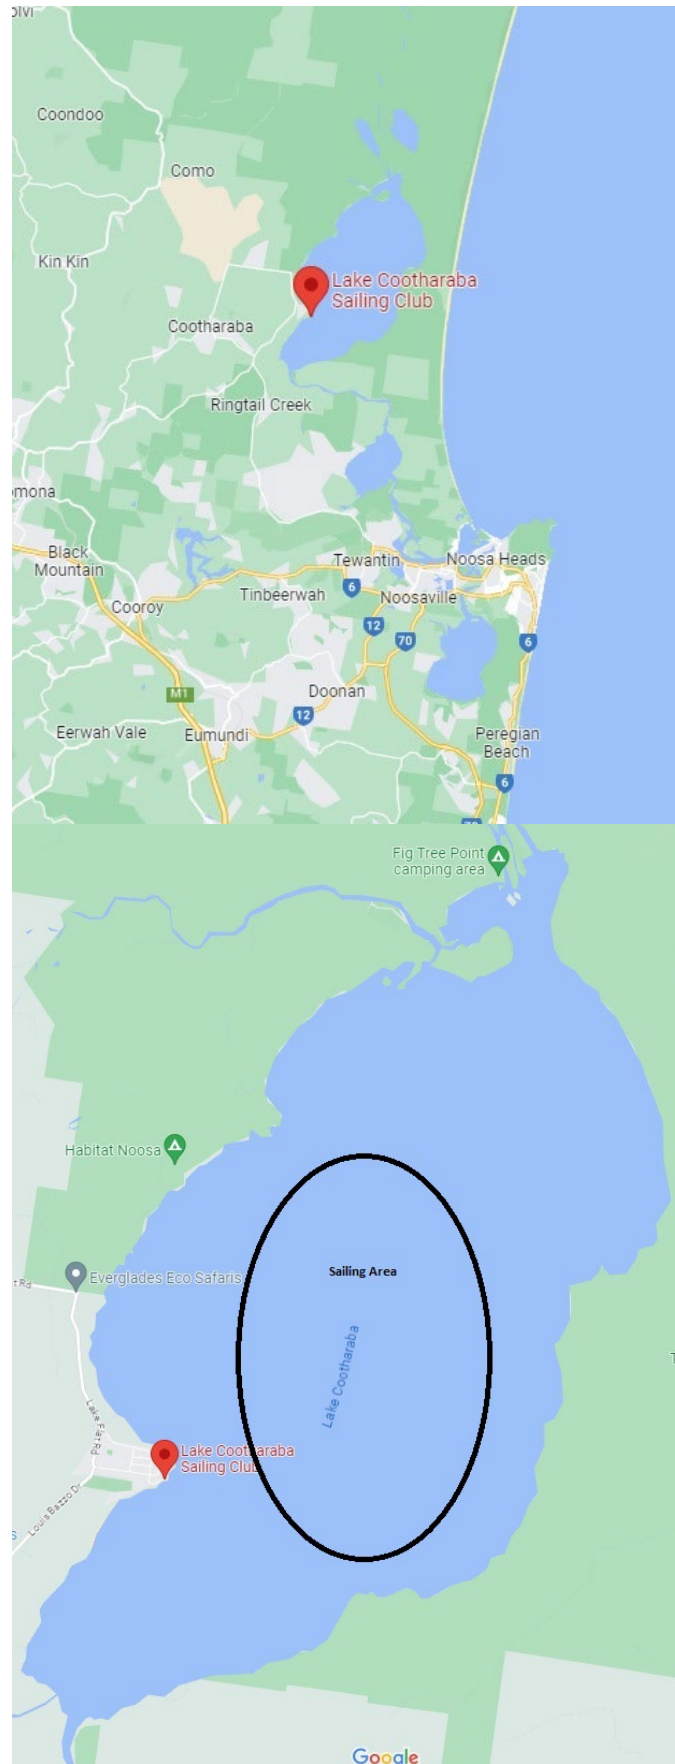 Coondoo
Como
Kin Kin
Lake Cootharaba
Sailing Club
Cootharaba
Ringtail Creek
Black
Mountain
Tewantin
Noosa Heads
6
Tinbeerwah
Noosaville
Cooroy
12
70
6
M1
Doonan
12
Eerwah Vale
Eumundi
Peregian
Beach
6
Fig Tree Point
camping area
Habitat Noosa
Sailing Area
Everglades Eco Safaris
t Rd
Lake Cootharaba
Lake Flat Rd
Lake Cootharaba
Sailing Club
Louis Bazzo Dr
Google